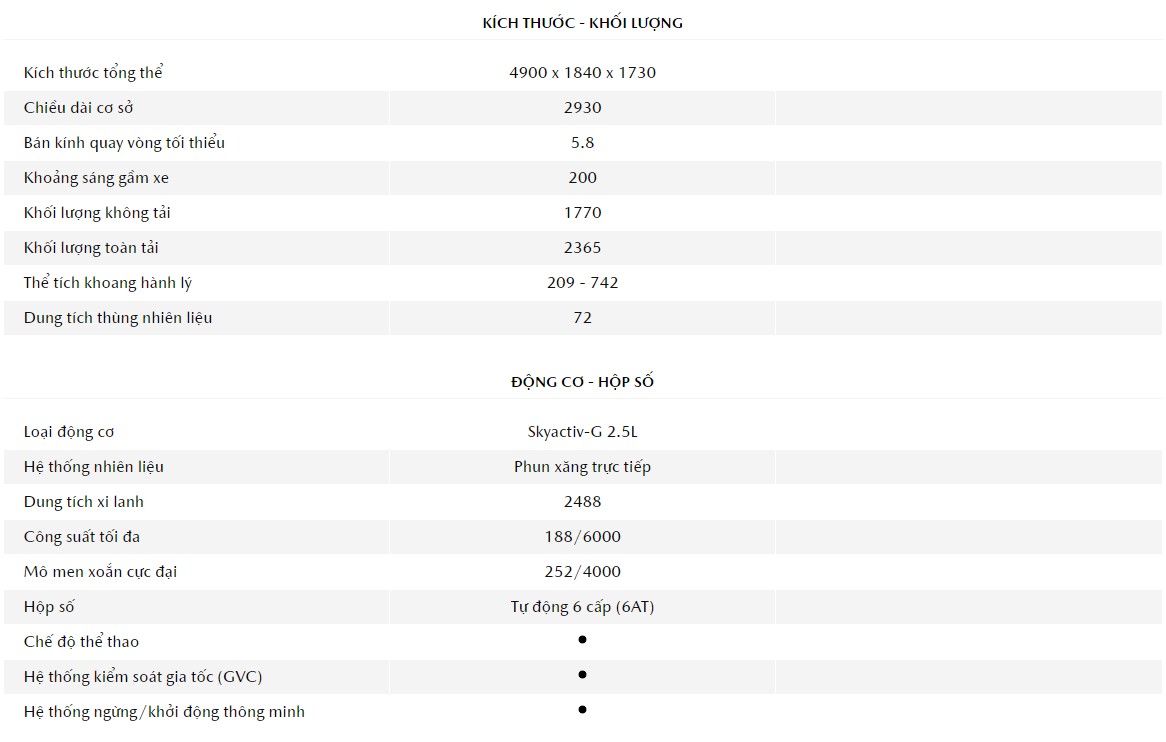 KÍCH THƯỚC - KHỐI LƯỢNG
Kích thước tổng thể 4900 x 1840 x 1730
Chiều dài cơ sở 2930
Bán kính quay vòng tối thiểu 5.8
Khoảng sáng gầm xe 200
Khối lượng không tải 1770
Khối lượng toàn tải 2365
Thể tích khoang hành lý 209 - 742
Dung tích thùng nhiên liệu 72
ĐỘNG CƠ - HỘP SỐ
Loại động cơ Skyactiv-G 2.5L
Hệ thống nhiên liệu Phun xăng trực tiếp
Dung tích xi lanh 2488
Công suất tối đa 188/6000
Mô men xoắn cực đại 252/4000
Hộp số Tự động 6 cấp (6AT)
Chế độ thể thao •
Hệ thống kiểm soát gia tốc (GVC) •
Hệ thống ngừng/khởi động thông minh •